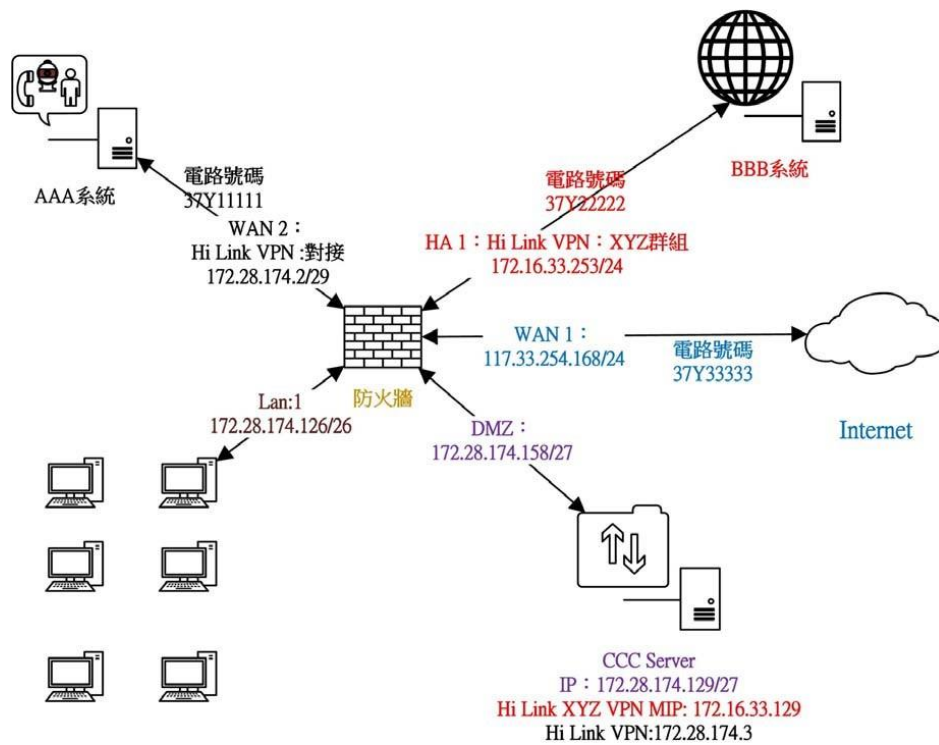 AAA系統
電路號碼
37Y11111
WAN 2：
Hi Link VPN :對接
172.28.174.2/29
BBB系統
電路號碼
37Y22222
HA 1：Hi Link VPN：XYZ群組
172.16.33.253/24
WAN 1：
117.33.254.168/24
電路號碼
37Y33333
Internet
防火牆
Lan:1
172.28.174.126/26
DMZ：
172.28.174.158/27
CCC Server
IP：172.28.174.129/27
Hi Link XYZ VPN MIP: 172.16.33.129
Hi Link VPN:172.28.174.3